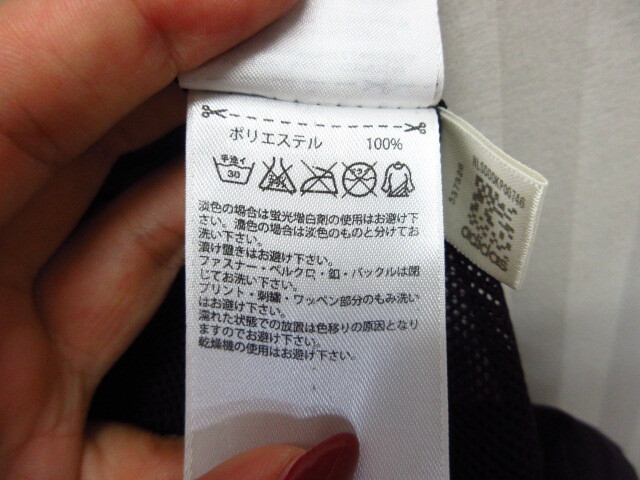 ポリエステル 100%
手洗イ
30
淡色の場合は蛍光増白剤の使用はお避け下
さい。濃色の場合は淡色のものと分けてお
洗い下さい。
漬け置きはお避け下さい。
ファスナー・ベルクロ・釦・バックルは閉
じてお洗い下さい。
プリント・刺繍・ワッペン部分のもみ洗い
はお避け下さい。
濡れた状態での放置は色移りの原因となり
ますのでお避け下さい。
乾燥機の使用はお避け下さい。
adidas